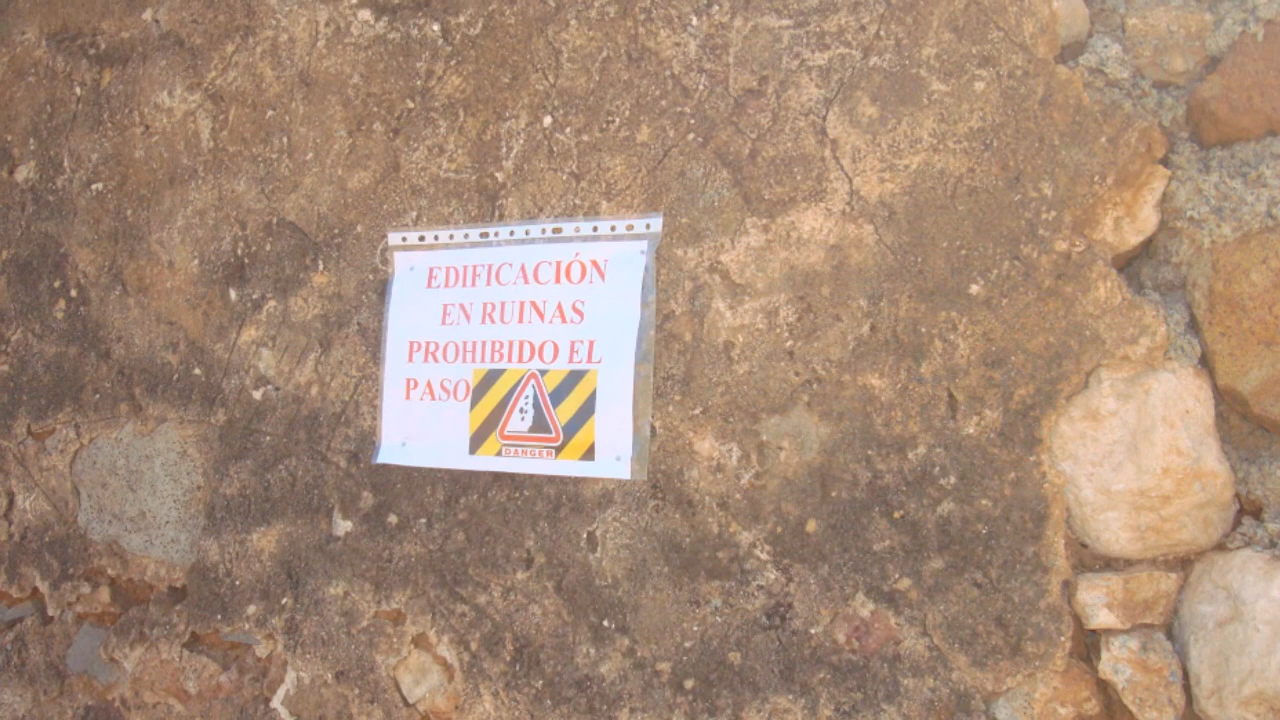 EDIFICACIÓN
EN RUINAS
PROHIBIDO EL
PASO
DANGER